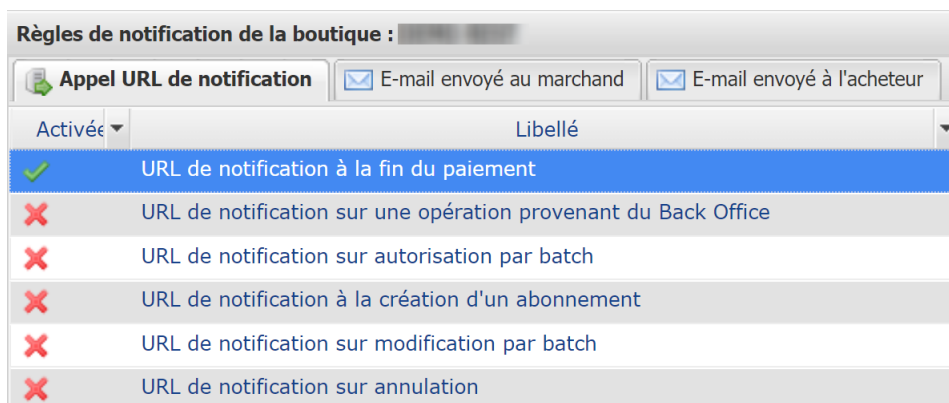 Règles de notification de la boutique :
Appel URL de notification E-mail envoyé au marchand E-mail envoyé à l'acheteur
Activée Libellé
URL de notification à la fin du paiement
URL de notification sur une opération provenant du Back Office
URL de notification sur autorisation par batch
URL de notification à la création d'un abonnement
URL de notification sur modification par batch
URL de notification sur annulation